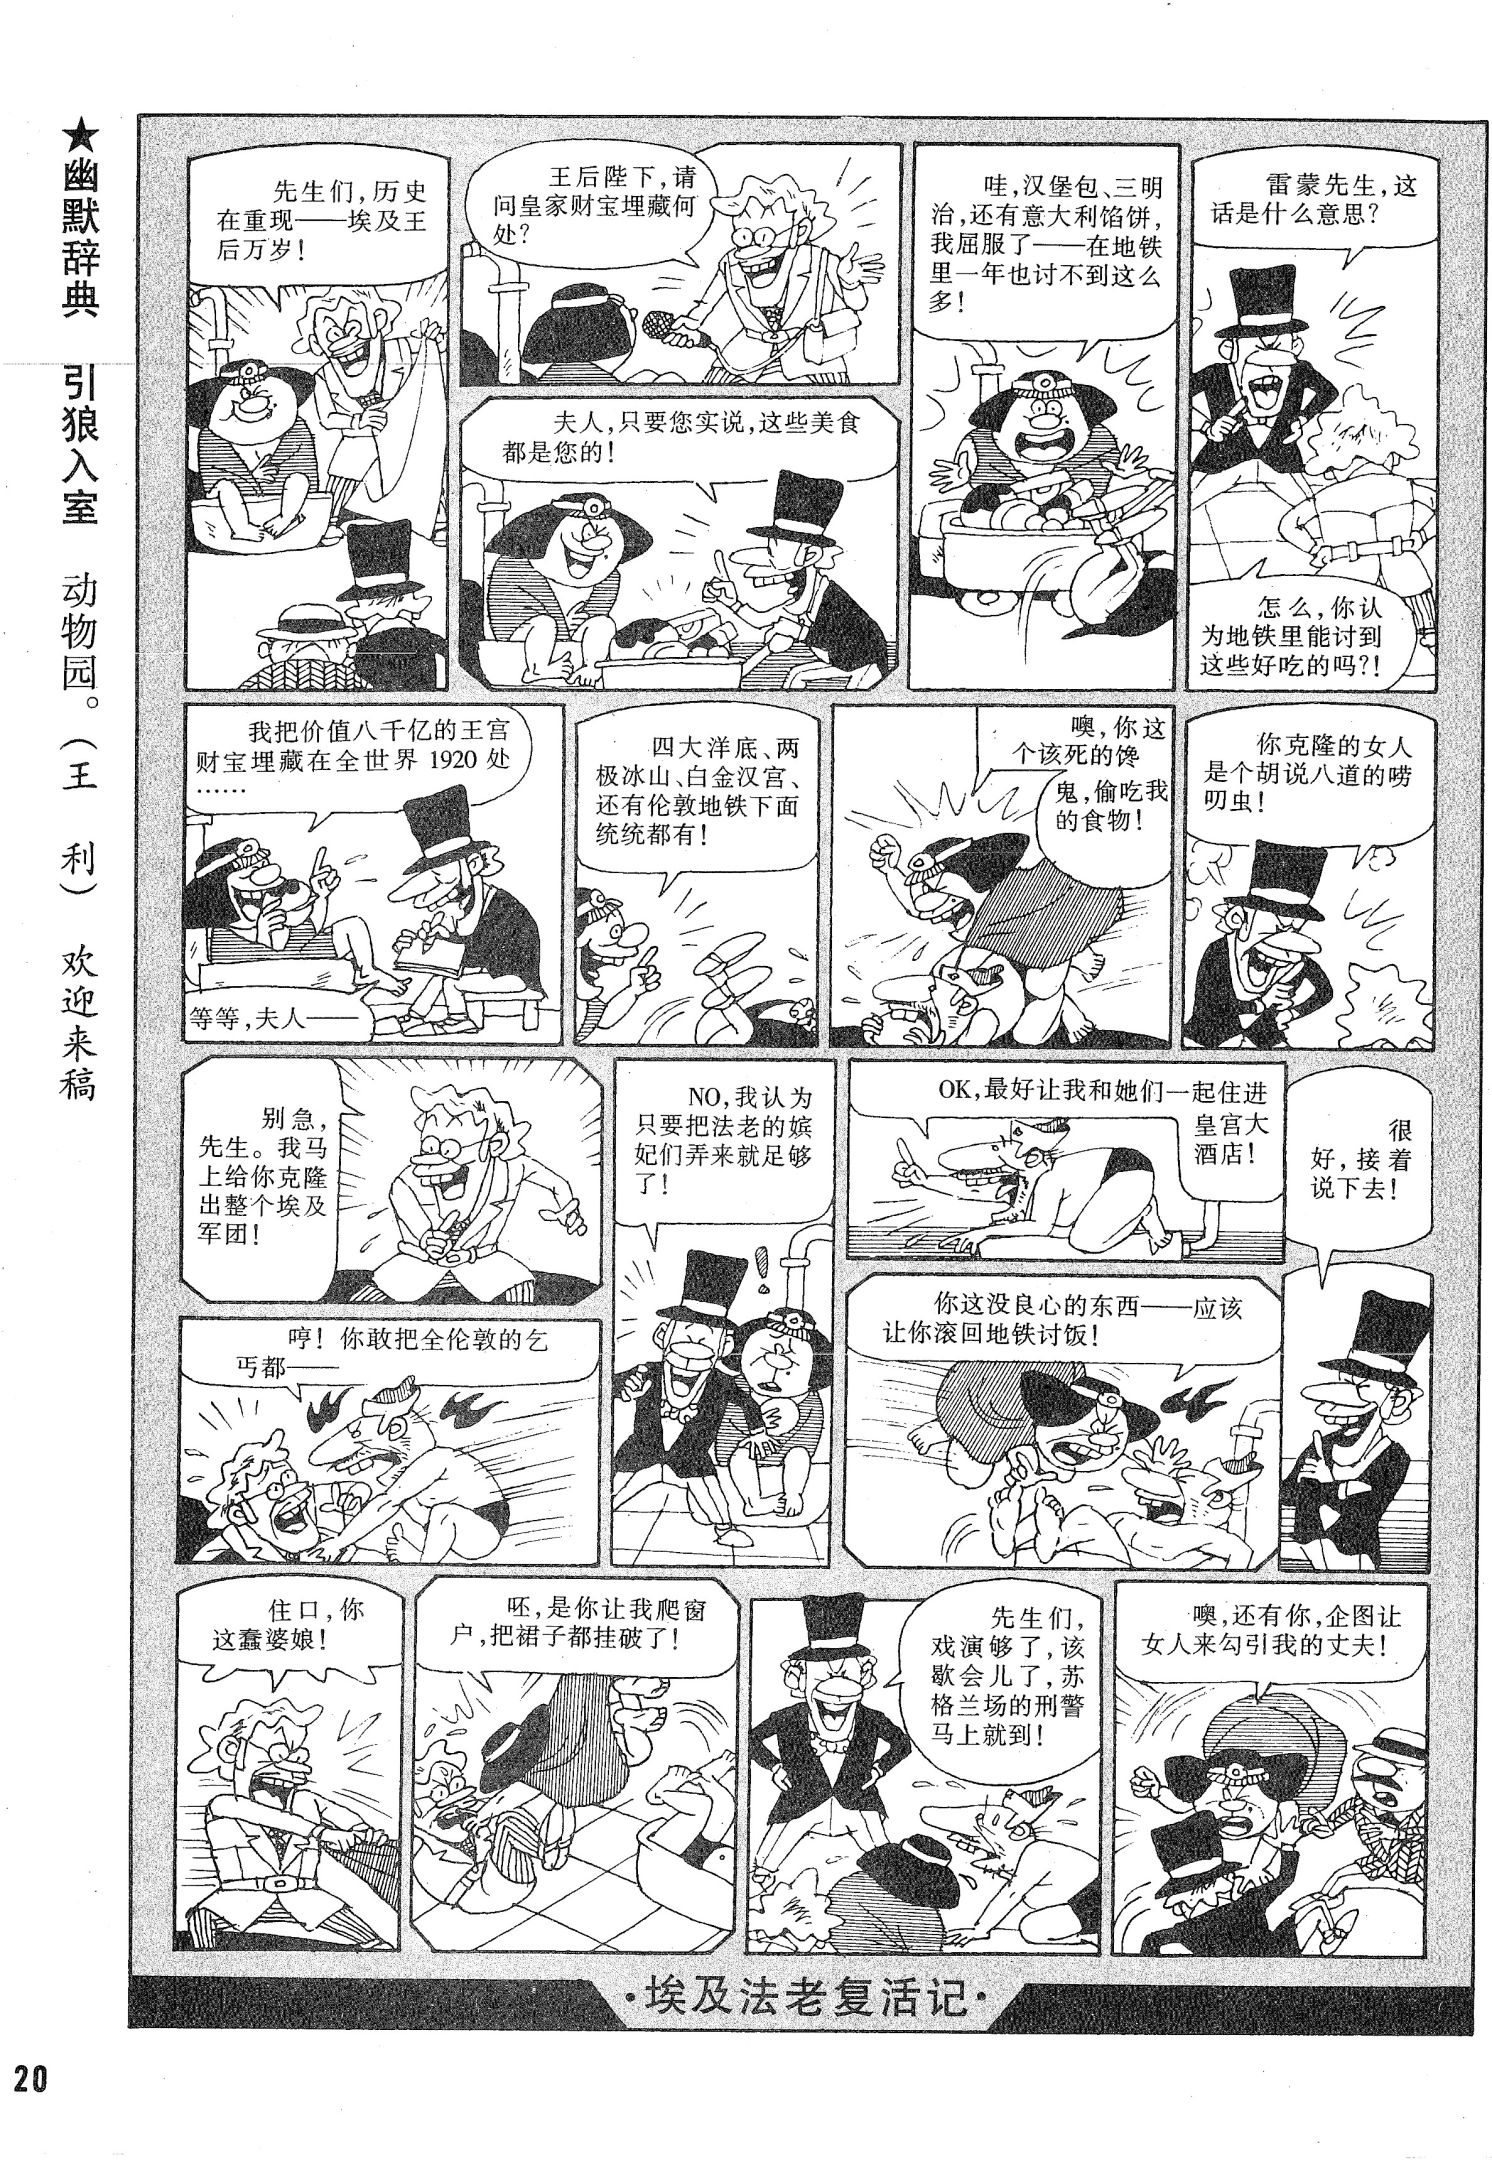 ★幽默辞典 引狼入室 动物园。(王 利) 欢迎来稿
先生们,历史
在重现——埃及王
后万岁!
王后陛下,请
问皇家财宝埋藏何
处?
夫人,只要您实说,这些美食
都是您的!
哇,汉堡包、三明
治,还有意大利馅饼,
我屈服了——在地铁
里一年也讨不到这么
多!
雷蒙先生,这
话是什么意思?
怎么,你认
为地铁里能讨到
这些好吃的吗?!
我把价值八千亿的王宫
财宝埋藏在全世界 1920 处
……
等等,夫人——
四大洋底、两
极冰山、白金汉宫、
还有伦敦地铁下面
统统都有!
噢,你这
个该死的馋
鬼,偷吃我
的食物!
你克隆的女人
是个胡说八道的唠
叨虫!
别急,
先生。我马
上给你克隆
出整个埃及
军团!
哼!你敢把全伦敦的乞
丐都——
NO,我认为
只要把法老的嫔
妃们弄来就足够
了!
OK,最好让我和她们一起住进
皇宫大
酒店!
你这没良心的东西——应该
让你滚回地铁讨饭!
很
好,接着
说下去!
住口,你
这蠢婆娘!
呸,是你让我爬窗
户,把裙子都挂破了!
先生们,
戏演够了,该
歇会儿了,苏
格兰场的刑警
马上就到!
噢,还有你,企图让
女人来勾引我的丈夫!
·埃及法老复活记·
20